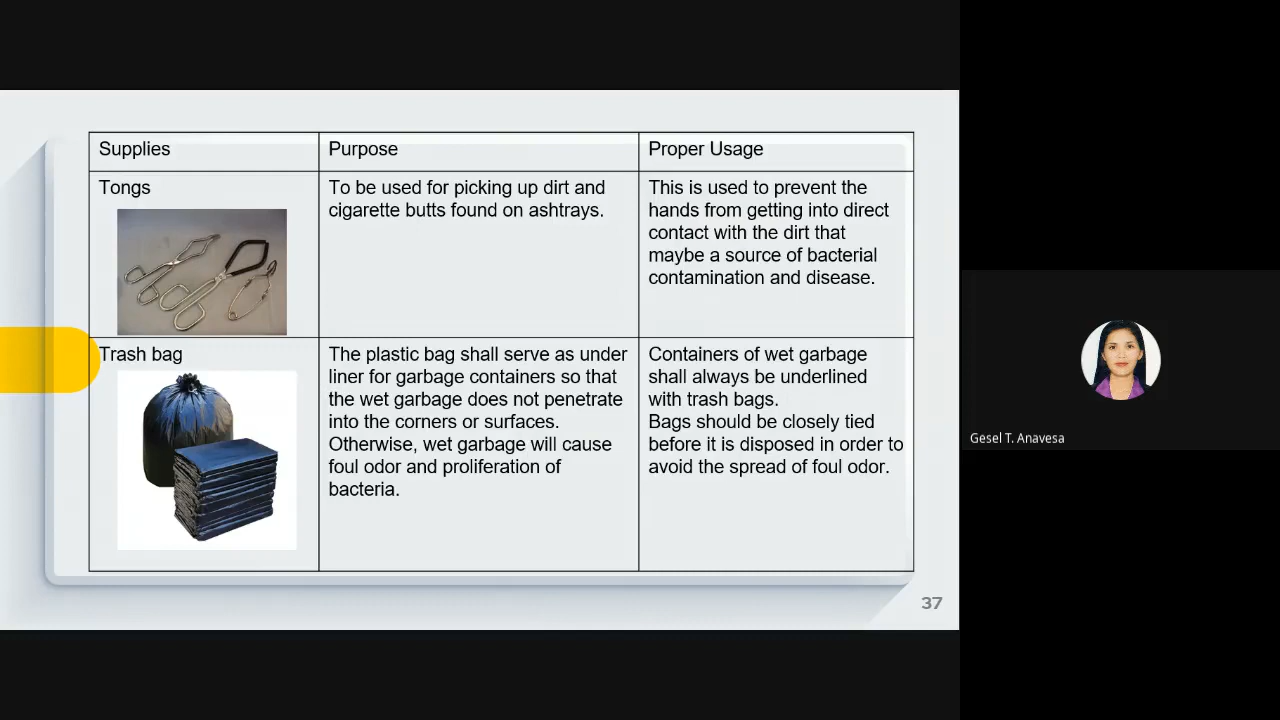 Supplies
Purpose
Proper Usage
Tongs
To be used for picking up dirt and
cigarette butts found on ashtrays.
This is used to prevent the
hands from getting into direct
contact with the dirt that
maybe a source of bacterial
contamination and disease.
Trash bag
The plastic bag shall serve as under
liner for garbage containers so that
the wet garbage does not penetrate
into the corners or surfaces.
Otherwise, wet garbage will cause
foul odor and proliferation of
bacteria.
Containers of wet garbage
shall always be underlined
with trash bags.
Bags should be closely tied
before it is disposed in order to
avoid the spread of foul odor.
37
Gesel T. Anavesa